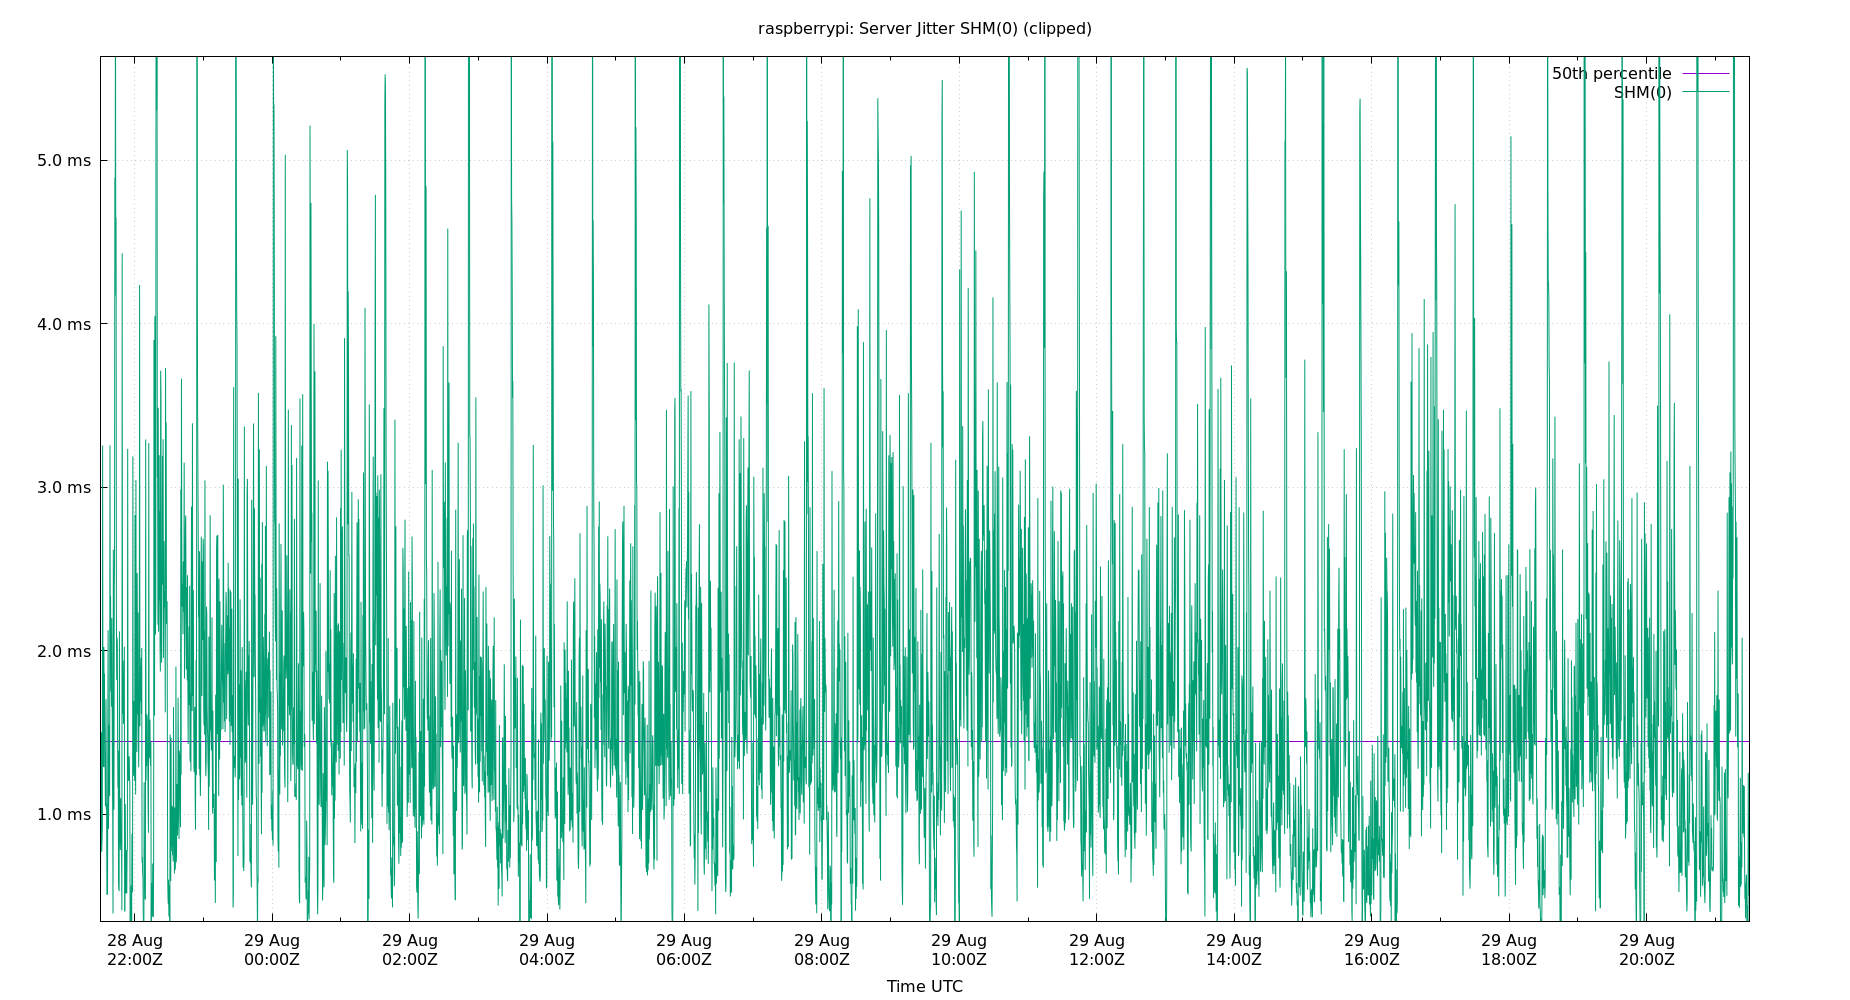 raspberrypi: Server Jitter SHM(0) (clipped)
50th percentile
SHM(0)
5.0 ms
4.0 ms
3.0 ms
2.0 ms
1.0 ms
28 Aug 29 Aug 29 Aug 29 Aug 29 Aug 29 Aug 29 Aug 29 Aug 29 Aug 29 Aug 29 Aug 29 Aug
22:00Z 00:00Z 02:00Z 04:00Z 06:00Z 08:00Z 10:00Z 12:00Z 14:00Z 16:00Z 18:00Z 20:00Z
Time UTC